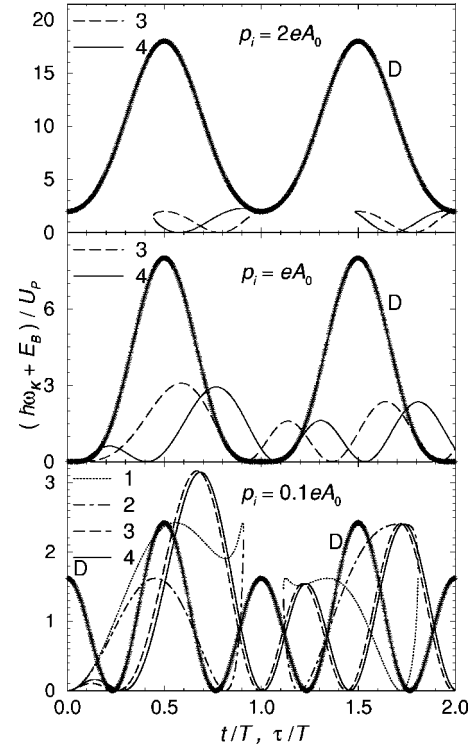 20
15
10
5
0
3
4
p_i = 2eA_0
D
6
3
0
3
4
p_i = eA_0
D
3
2
1
0
1
2
3
4
p_i = 0.1eA_0
D
D
0.0 0.5 1.0 1.5 2.0
t/T, τ/T
(ħω_K + E_B) / U_P